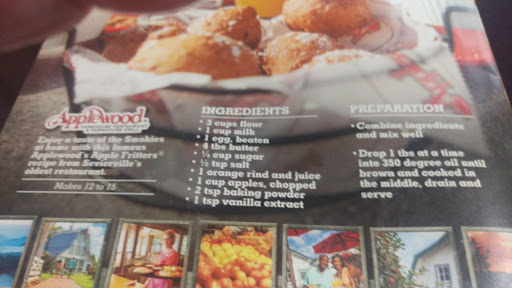 Applewood
Enjoy a taste of the Smokies
at home with this famous
Applewood's Apple Fritters®
recipe from Sevierville's
oldest restaurant.
Makes 12 to 15
INGREDIENTS
• 3 cups flour
• 1 cup milk
• 1 egg, beaten
• 4 tbs butter
• ¼ cup sugar
• ½ tsp salt
• 1 orange rind and juice
• 1 cup apples, chopped
• 2 tsp baking powder
• 1 tsp vanilla extract
PREPARATION
• Combine ingredients
and mix well
• Drop 1 tbs at a time
into 350 degree oil until
brown and cooked in
the middle, drain and
serve